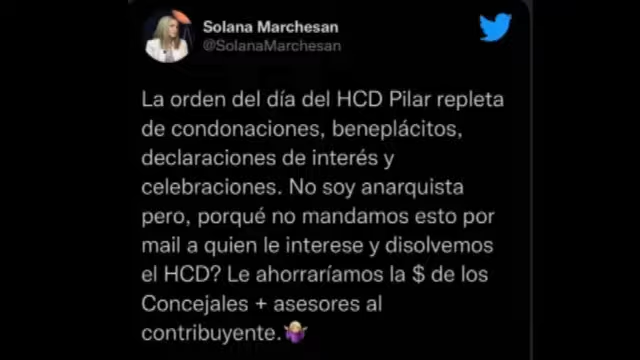 Solana Marchesan
@SolanaMarchesan
La orden del día del HCD Pilar repleta
de condonaciones, beneplácitos,
declaraciones de interés y
celebraciones. No soy anarquista
pero, porqué no mandamos esto por
mail a quien le interese y disolvemos
el HCD? Le ahorraríamos la $ de los
Concejales + asesores al
contribuyente.🤷🏼‍♀️